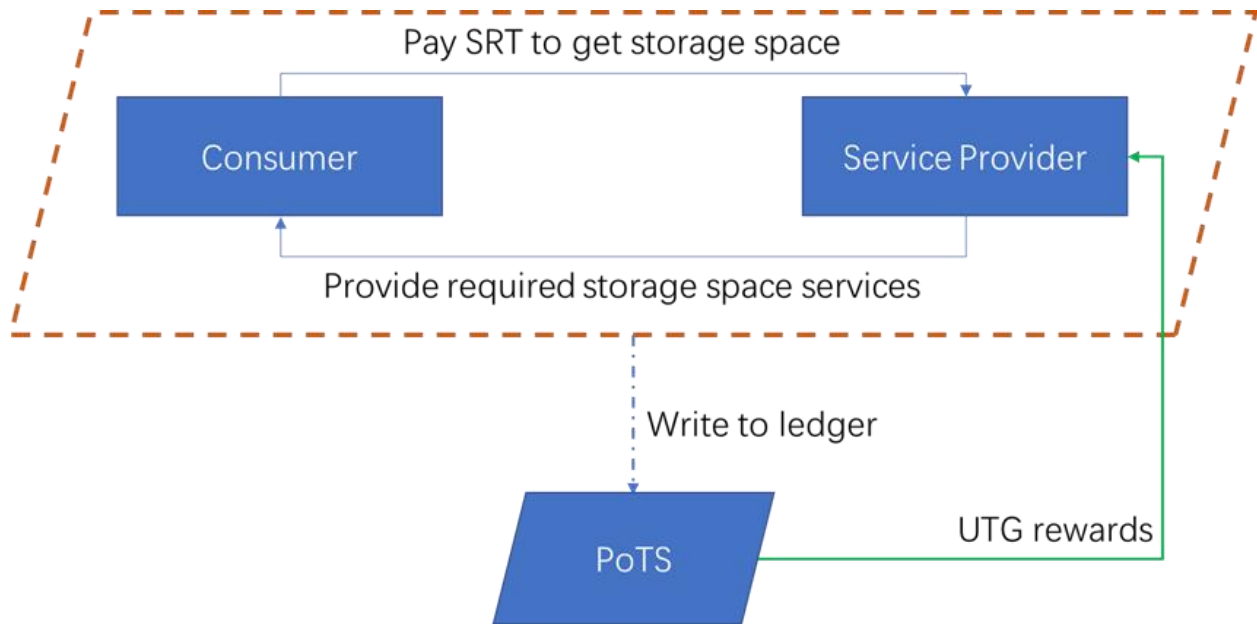 Pay SRT to get storage space
Consumer
Service Provider
Provide required storage space services
Write to ledger
UTG rewards
PoTS